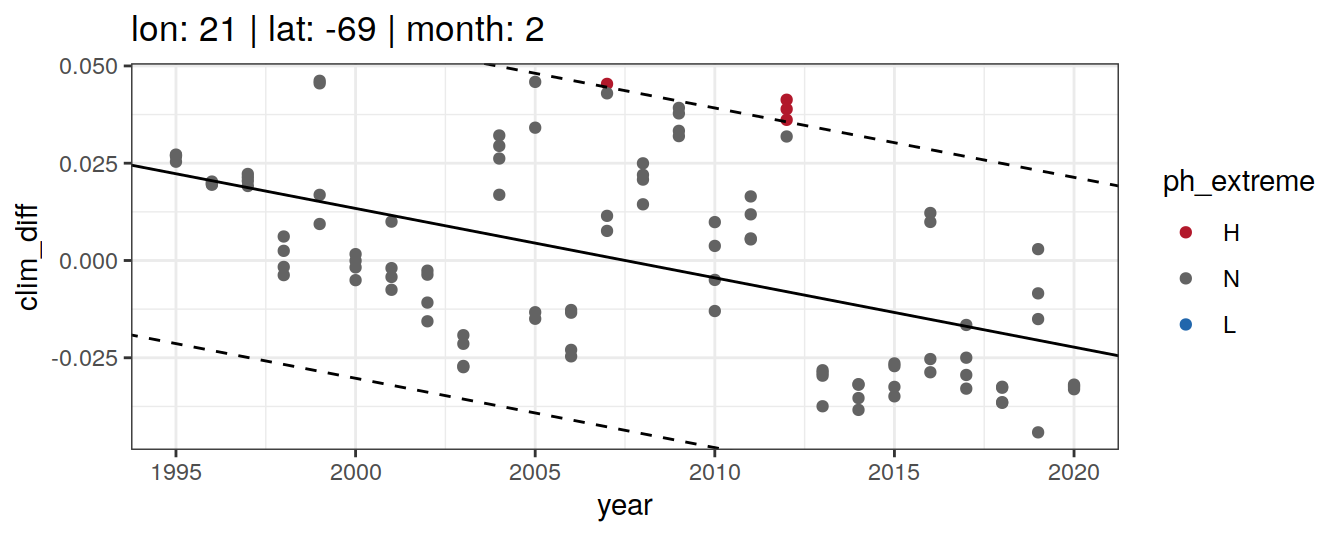 lon: 21 | lat: -69 | month: 2
0.050
0.025
0.000
-0.025
clim_diff
1995 2000 2005 2010 2015 2020
year
ph_extreme
H
N
L